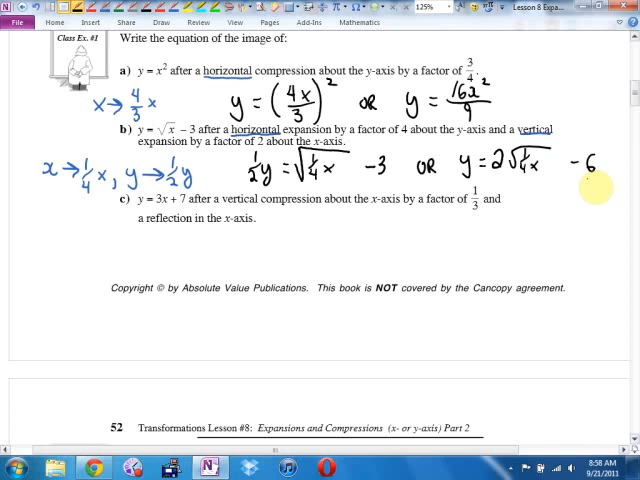 125%
Lesson 8 Expa
File Home Insert Share Draw Review View Add-Ins Mathematics
Class Ex. #1
Write the equation of the image of:
a) y = x² after a horizontal compression about the y-axis by a factor of 3/4.
x → 4/3 x
y = (4x/3)² OR y = 16x²/9
b) y = √x − 3 after a horizontal expansion by a factor of 4 about the y-axis and a vertical
expansion by a factor of 2 about the x-axis.
x → 1/4 x, y → 1/2 y
1/2 y = √(1/4 x) − 3 OR y = 2√(1/4 x) − 6
c) y = 3x + 7 after a vertical compression about the x-axis by a factor of 1/3 and
a reflection in the x-axis.
Copyright © by Absolute Value Publications. This book is NOT covered by the Cancopy agreement.
52 Transformations Lesson #8: Expansions and Compressions (x- or y-axis) Part 2
8:58 AM
9/21/2011